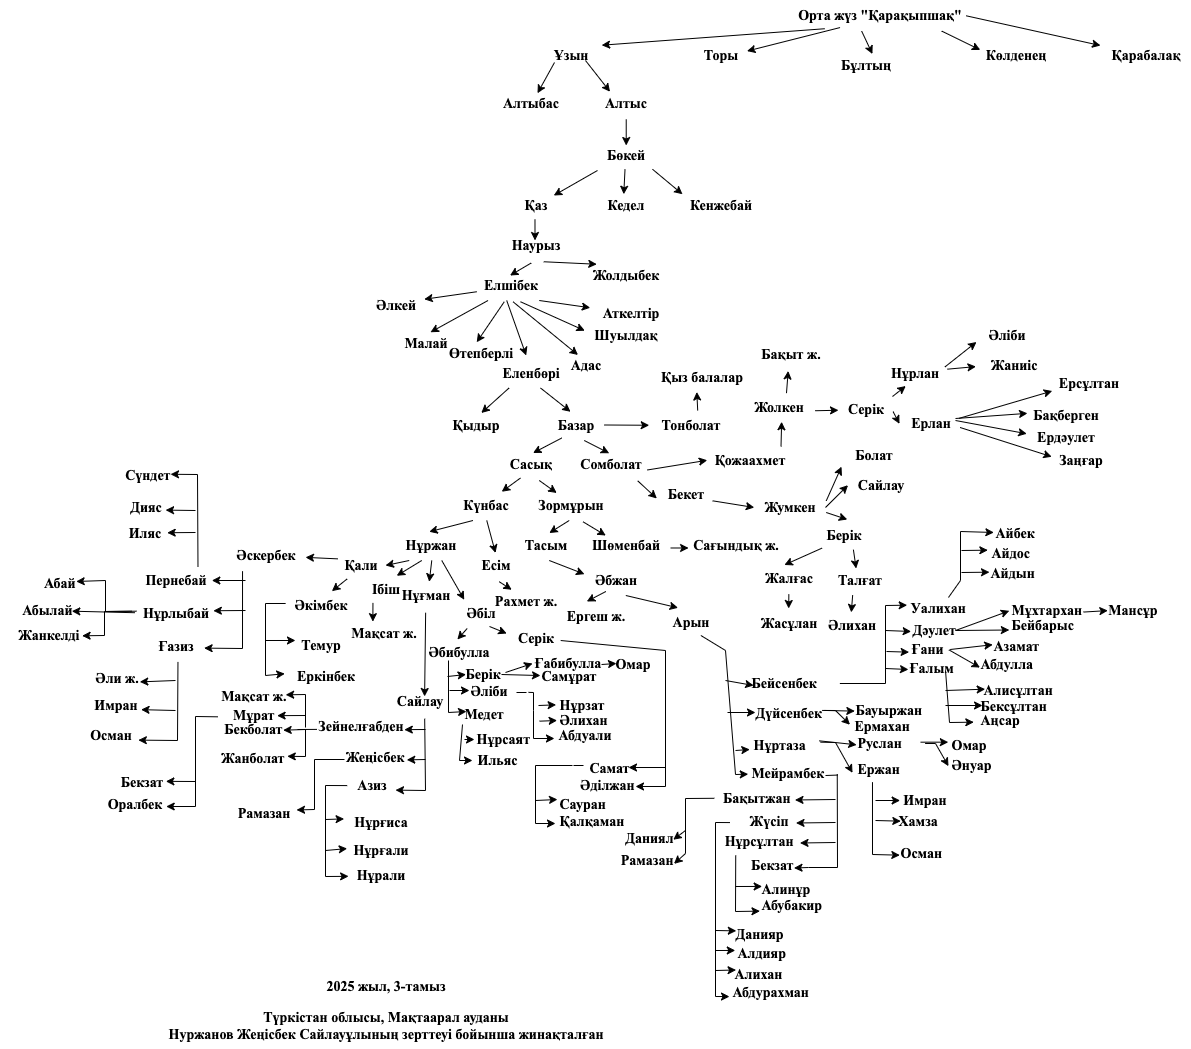 Орта жүз "Қарақыпшақ"
Ұзын
Торы
Бұлтың
Көлденең
Қарабалақ
Алтыбас
Алтыс
Бөкей
Қаз
Кедел
Кенжебай
Наурыз
Жолдыбек
Елшібек
Әлкей
Аткелтір
Малай
Шуылдақ
Өтепберлі
Адас
Еленбөрі
Қыдыр
Базар
Тонболат
Қыз балалар
Бақыт ж.
Жолкен
Серік
Нұрлан
Әліби
Жаниіс
Ерлан
Ерсұлтан
Бақберген
Ердәулет
Заңғар
Сасық
Сомболат
Қожаахмет
Бекет
Жумкен
Болат
Сайлау
Берік
Жалғас
Талғат
Жасұлан
Әлихан
Күнбас
Зормұрын
Нұржан
Есім
Тасым
Шөменбай
Сағындық ж.
Рахмет ж.
Әбжан
Ергеш ж.
Арын
Сүндет
Дияс
Иляс
Әскербек
Қали
Ібіш
Нұғман
Әбіл
Пернебай
Абай
Абылай
Жанкелді
Нұрлыбай
Ғазиз
Әкімбек
Темур
Еркінбек
Мақсат ж.
Әбибулла
Серік
Әли ж.
Имран
Осман
Мақсат ж.
Мұрат
Бекболат
Жанболат
Зейнелғабден
Сайлау
Жеңісбек
Бекзат
Оралбек
Рамазан
Азиз
Нұрғиса
Нұрғали
Нұрали
Берік
Ғабибулла
Омар
Самұрат
Әліби
Нұрзат
Әлихан
Абдуали
Медет
Нұрсаят
Ильяс
Самат
Әділжан
Сауран
Қалқаман
Бейсенбек
Дүйсенбек
Нұртаза
Мейрамбек
Уалихан
Айбек
Айдос
Айдын
Дәулет
Мұхтархан
Мансұр
Бейбарыс
Ғани
Азамат
Абдулла
Ғалым
Алисұлтан
Бексұлтан
Аңсар
Бауыржан
Ермахан
Руслан
Омар
Әнуар
Ержан
Имран
Хамза
Осман
Бақытжан
Жүсіп
Нұрсұлтан
Бекзат
Даниял
Рамазан
Алинұр
Абубакир
Данияр
Алдияр
Алихан
Абдурахман
2025 жыл, 3-тамыз
Түркістан облысы, Мақтаарал ауданы
Нуржанов Жеңісбек Сайлауұлының зерттеуі бойынша жинақталған